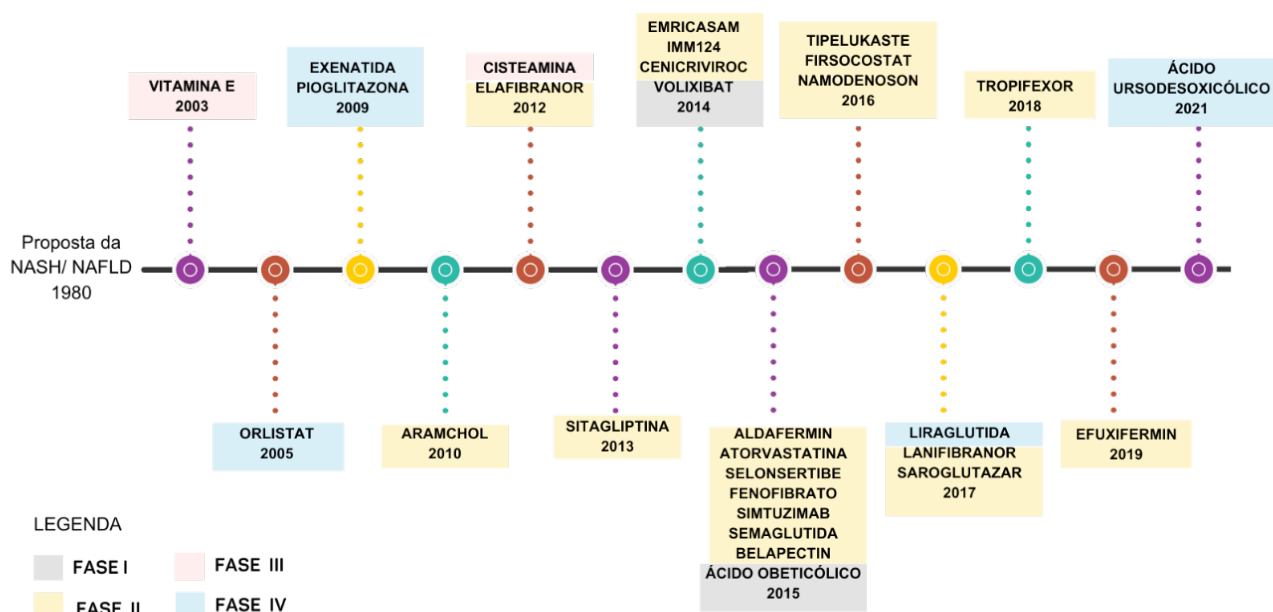 VITAMINA E
2003
EXENATIDA
PIOGLITAZONA
2009
CISTEAMINA
ELAFIBRANOR
2012
EMRICASAM
IMM124
CENICRIVIROC
VOLIXIBAT
2014
TIPELUKASTE
FIRSOCOSTAT
NAMODENOSON
2016
TROPIFEXOR
2018
ÁCIDO
URSODESOXICÓLICO
2021
Proposta da
NASH/ NAFLD
1980
ORLISTAT
2005
ARAMCHOL
2010
SITAGLIPTINA
2013
ALDAFERMIN
ATORVASTATINA
SELONSERTIBE
FENOFIBRATO
SIMTUZIMAB
SEMAGLUTIDA
BELAPECTIN
ÁCIDO OBETICÓLICO
2015
LIRAGLUTIDA
LANIFIBRANOR
SAROGLUTAZAR
2017
EFUXIFERMIN
2019
LEGENDA
FASE I
FASE III
FASE II
FASE IV